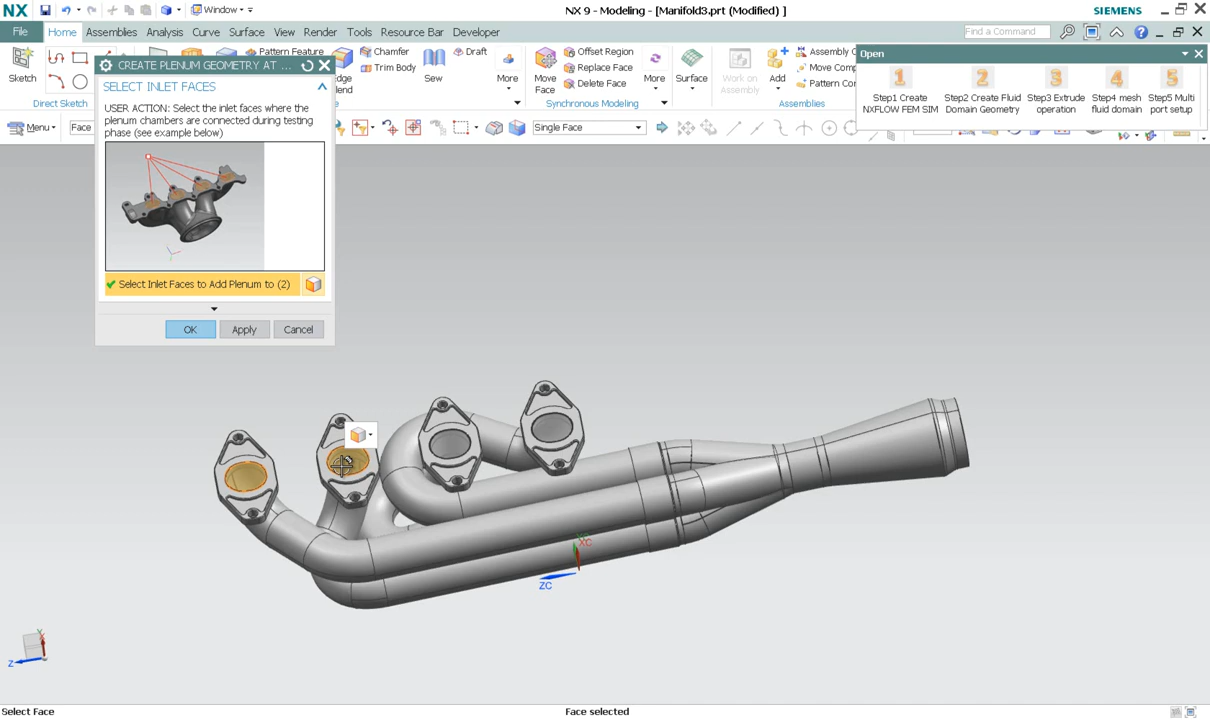 NX
Window
NX 9 - Modeling - [Manifold3.prt (Modified) ]
SIEMENS
File
Home
Assemblies
Analysis
Curve
Surface
View
Render
Tools
Resource Bar
Developer
Find a Command
Sketch
Direct Sketch
Pattern Feature
Chamfer
Trim Body
Draft
Sew
More
Move
Face
Offset Region
Replace Face
Delete Face
More
Synchronous Modeling
Surface
Work on
Assembly
Add
Assembly
Move Compo
Pattern Co
Assemblies
Open
Step1 Create
NXFLOW FEM SIM
Step2 Create Fluid
Domain Geometry
Step3 Extrude
operation
Step4 mesh
fluid domain
Step5 Multi
port setup
Menu
Face
Single Face
CREATE PLENUM GEOMETRY AT ...
SELECT INLET FACES
USER ACTION: Select the inlet faces where the
plenum chambers are connected during testing
phase (see example below)
Select Inlet Faces to Add Plenum to (2)
OK
Apply
Cancel
XC
ZC
Y
X
Z
Select Face
Face selected